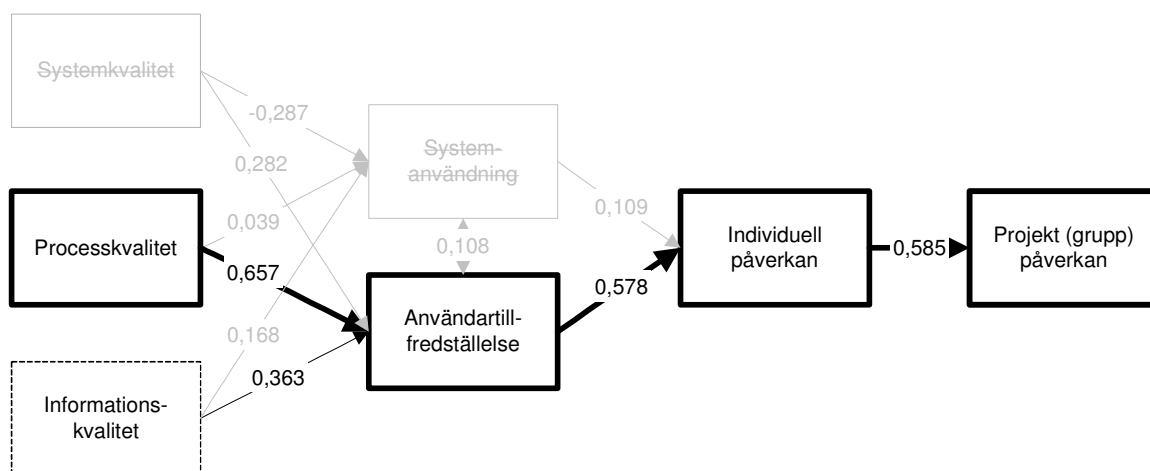 Systemkvalitet
-0,287
System-
användning
0,282
0,109
Processkvalitet
0,039
0,108
Individuell
påverkan
0,585
Projekt (grupp)
påverkan
0,657
0,578
Användartill-
fredställelse
0,168
0,363
Informations-
kvalitet